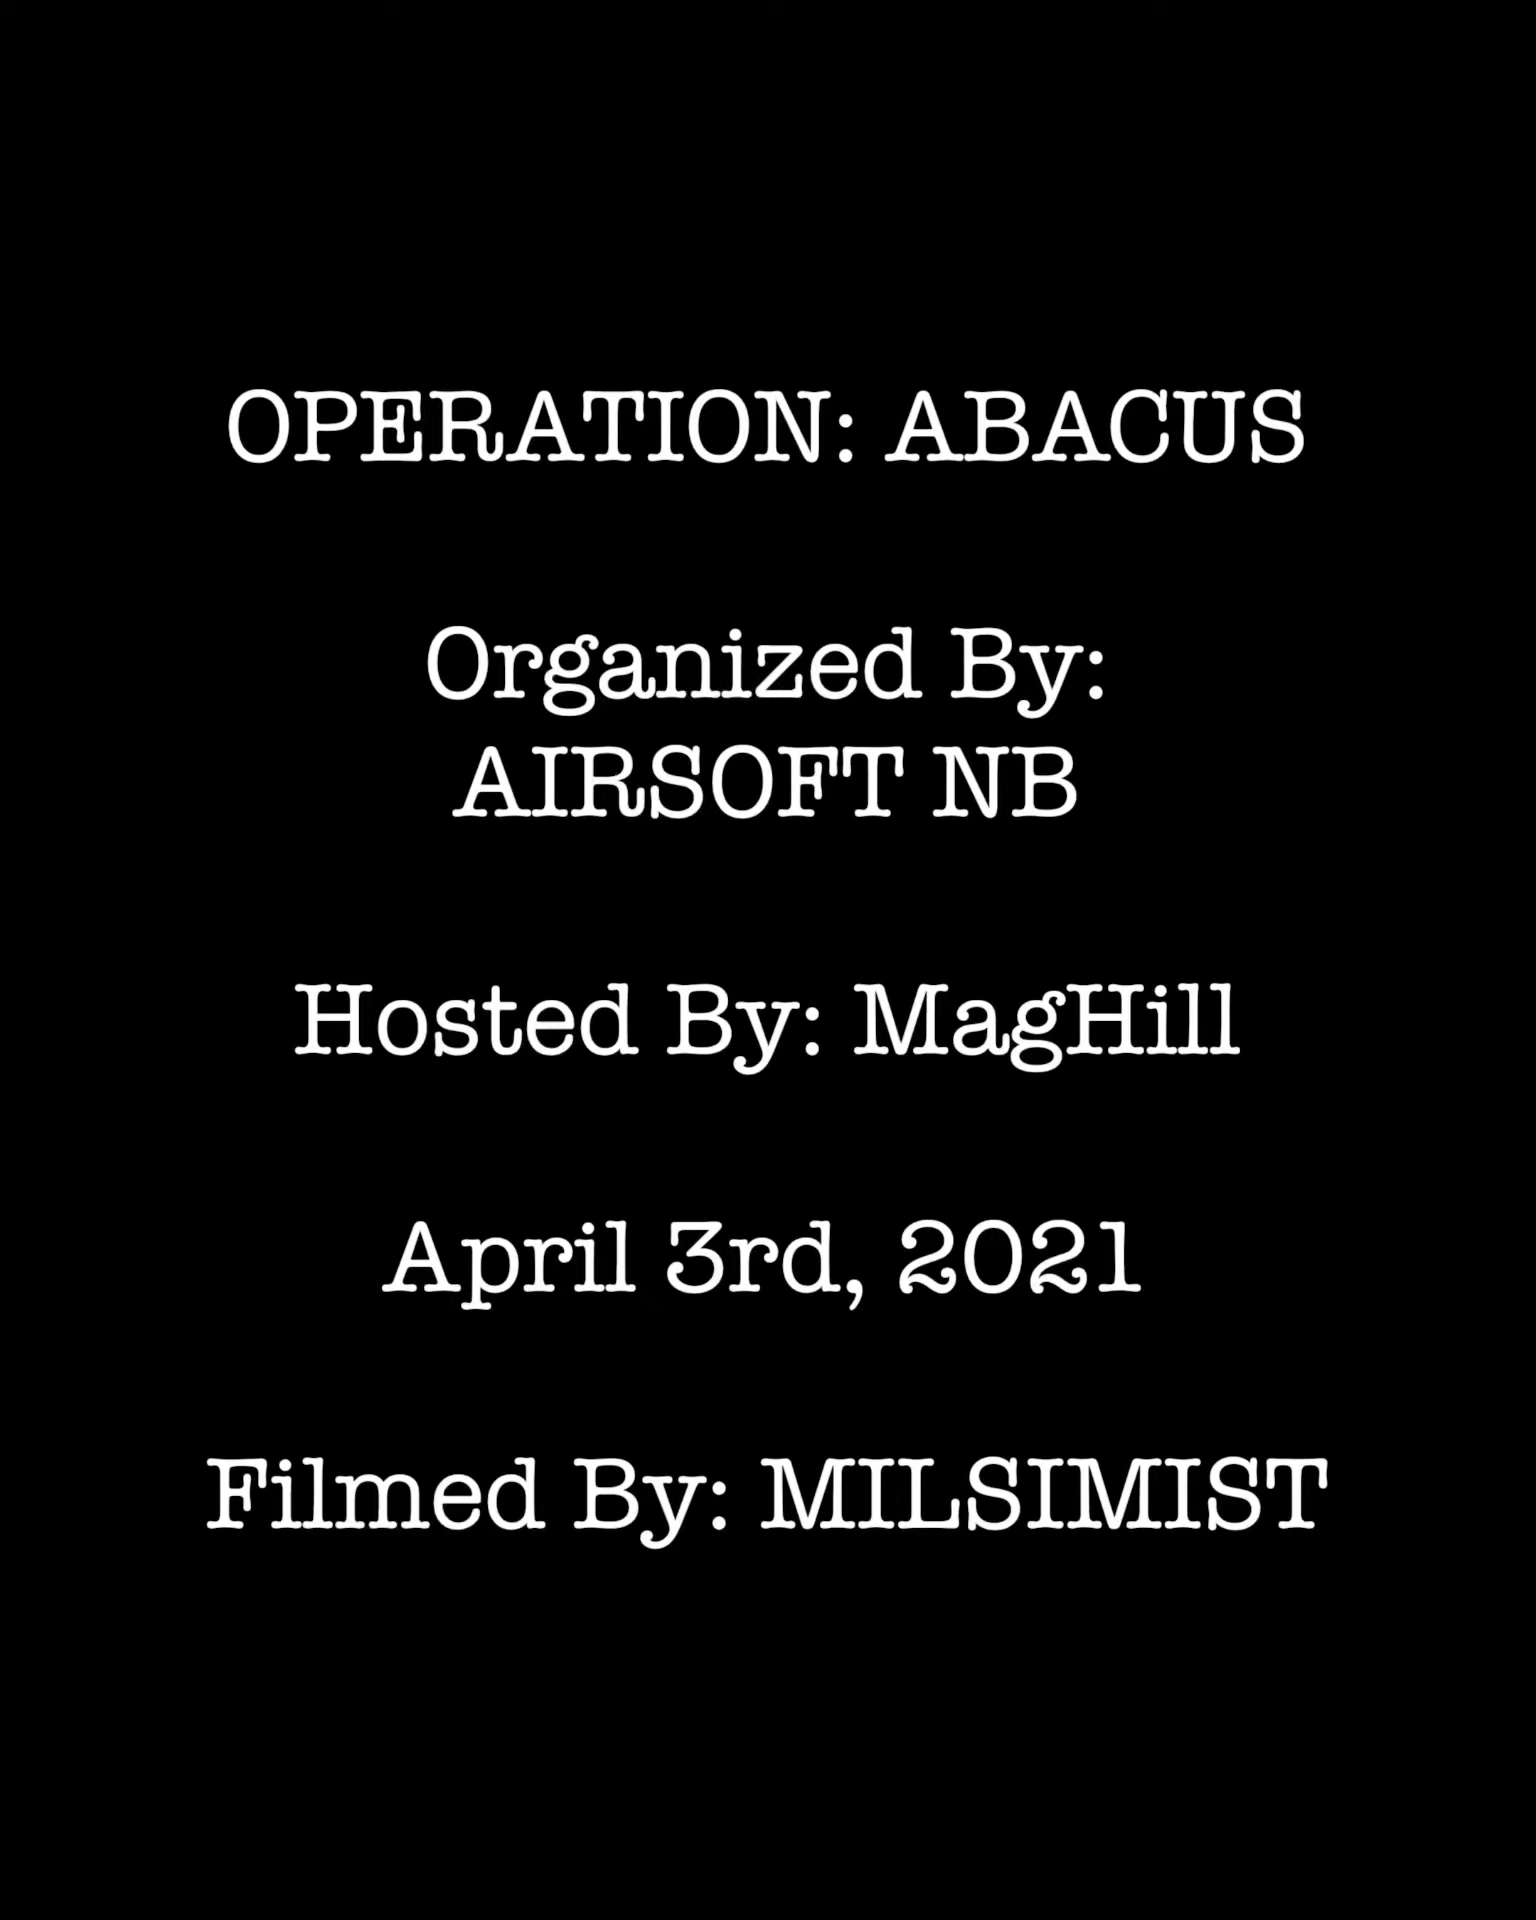 OPERATION: ABACUS
Organized By:
AIRSOFT NB
Hosted By: MagHill
April 3rd, 2021
Filmed By: MILSIMIST